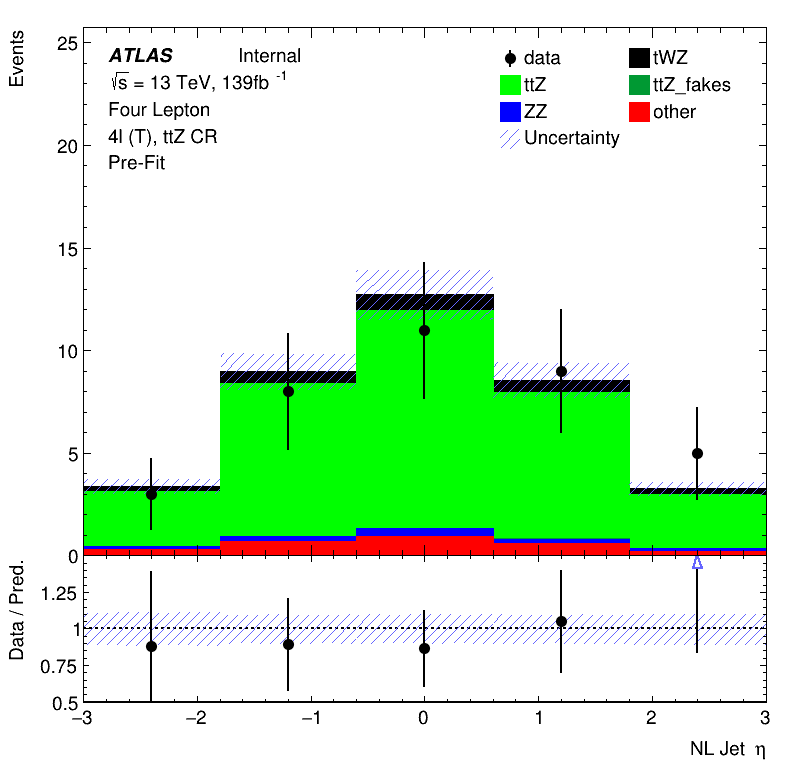 Events
25
20
15
10
5
0
ATLAS Internal
√s = 13 TeV, 139fb -1
Four Lepton
4l (T), ttZ CR
Pre-Fit
data
tWZ
ttZ
ttZ_fakes
ZZ
other
Uncertainty
Data / Pred.
1.25
1
0.75
0.5
−3 −2 −1 0 1 2 3
NL Jet η